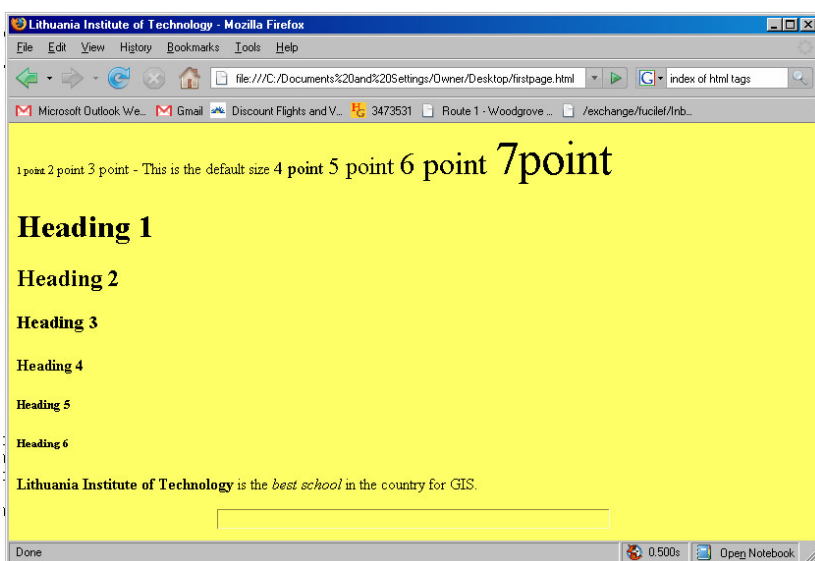 Lithuania Institute of Technology - Mozilla Firefox
File Edit View History Bookmarks Tools Help
file:///C:/Documents%20and%20Settings/Owner/Desktop/firstpage.html G index of html tags
Microsoft Outlook We... Gmail Discount Flights and V... HG 3473531 Route 1 - Woodgrove ... /exchange/fucilef/Inb...
1 point 2 point 3 point - This is the default size 4 point 5 point 6 point 7point
Heading 1
Heading 2
Heading 3
Heading 4
Heading 5
Heading 6
Lithuania Institute of Technology is the best school in the country for GIS.
Done 0.500s Open Notebook